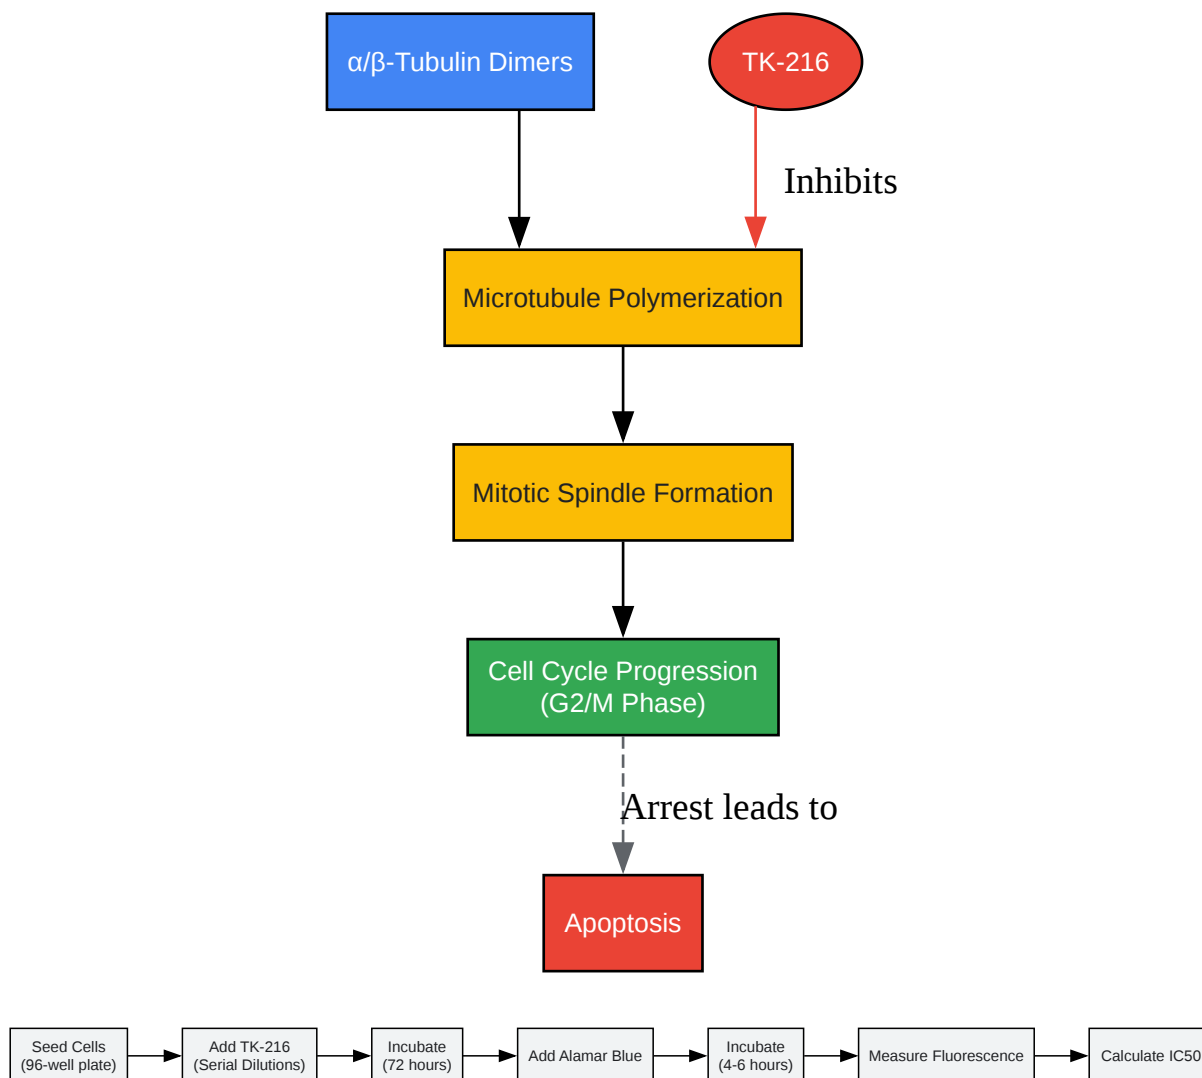 α/β-Tubulin Dimers
TK-216
Inhibits
Microtubule Polymerization
Mitotic Spindle Formation
Cell Cycle Progression
(G2/M Phase)
Arrest leads to
Apoptosis
Seed Cells
(96-well plate)
Add TK-216
(Serial Dilutions)
Incubate
(72 hours)
Add Alamar Blue
Incubate
(4-6 hours)
Measure Fluorescence
Calculate IC50